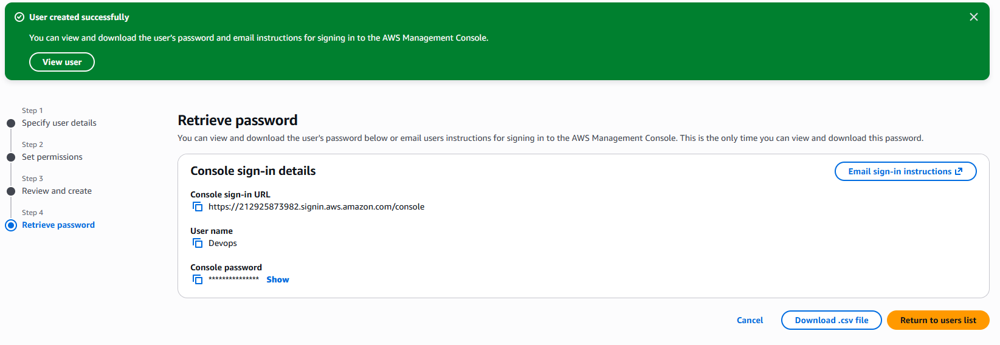 User created successfully
You can view and download the user's password and email instructions for signing in to the AWS Management Console.
View user
Step 1
Specify user details
Step 2
Set permissions
Step 3
Review and create
Step 4
Retrieve password
Retrieve password
You can view and download the user's password below or email users instructions for signing in to the AWS Management Console. This is the only time you can view and download this password.
Console sign-in details
Email sign-in instructions
Console sign-in URL
https://212925873982.signin.aws.amazon.com/console
User name
Devops
Console password
*************** Show
Cancel
Download .csv file
Return to users list